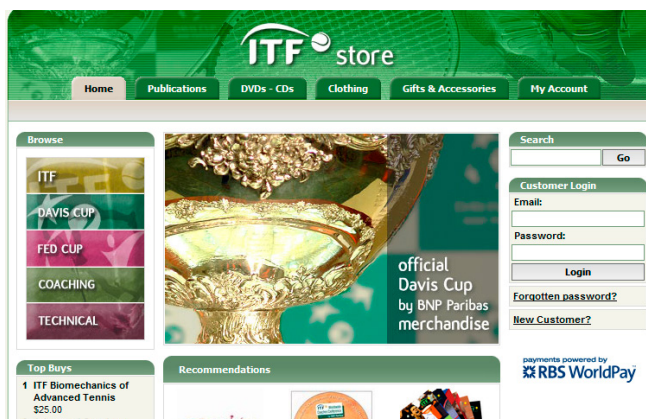 ITF store
Home
Publications
DVDs - CDs
Clothing
Gifts & Accessories
My Account
Browse
ITF
DAVIS CUP
FED CUP
COACHING
TECHNICAL
official
Davis Cup
by BNP Paribas
merchandise
Search
Go
Customer Login
Email:
Password:
Login
Forgotten password?
New Customer?
payments powered by
RBS WorldPay
Top Buys
1 ITF Biomechanics of
Advanced Tennis
$25.00
Recommendations